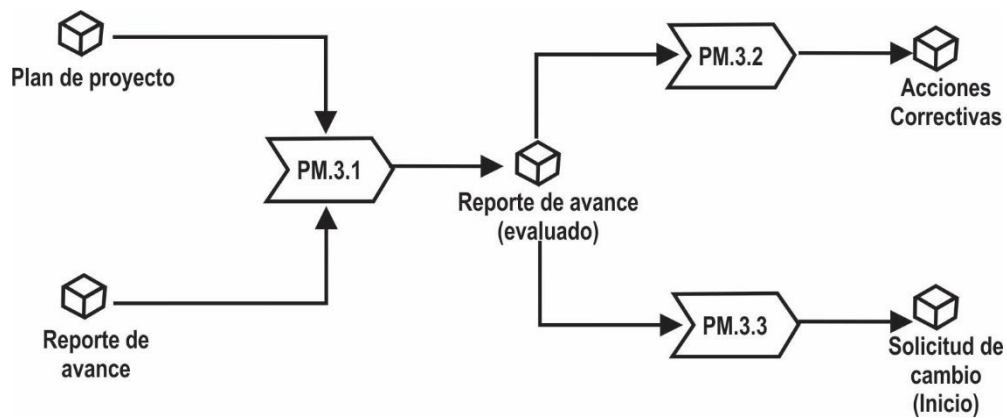 Plan de proyecto
PM.3.1
Reporte de
avance
Reporte de avance
(evaluado)
PM.3.2
Acciones
Correctivas
PM.3.3
Solicitud de
cambio
(Inicio)